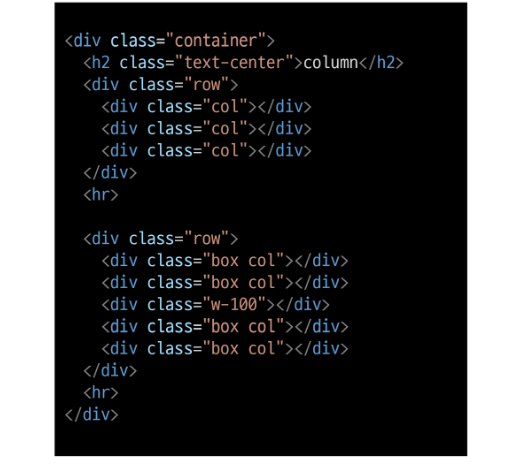 <div class="container">
<h2 class="text-center">column</h2>
<div class="row">
<div class="col"></div>
<div class="col"></div>
<div class="col"></div>
</div>
<hr>
<div class="row">
<div class="box col"></div>
<div class="box col"></div>
<div class="w-100"></div>
<div class="box col"></div>
<div class="box col"></div>
</div>
<hr>
</div>